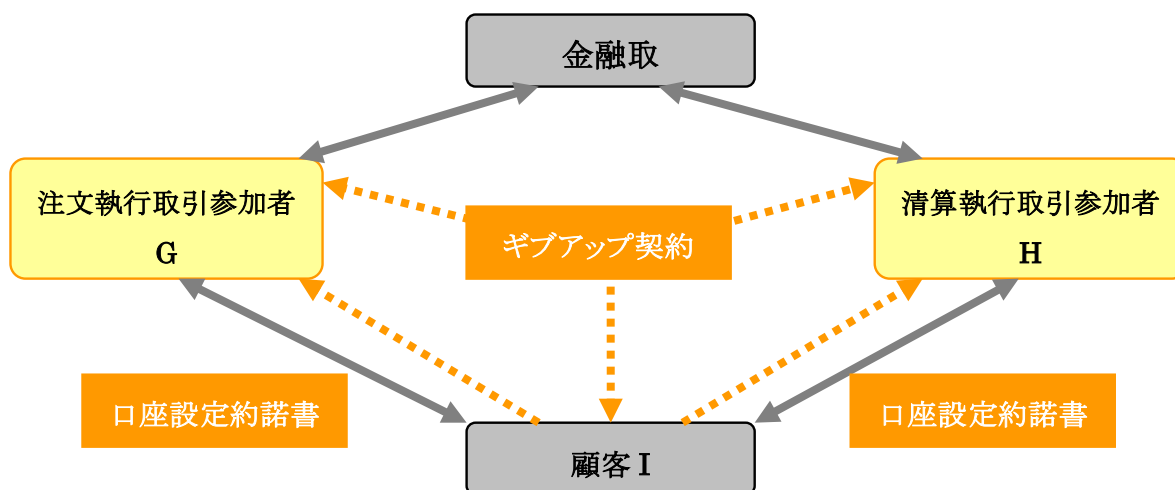 金融取
注文執行取引参加者
G
清算執行取引参加者
H
ギブアップ契約
口座設定約諾書
口座設定約諾書
顧客Ⅰ